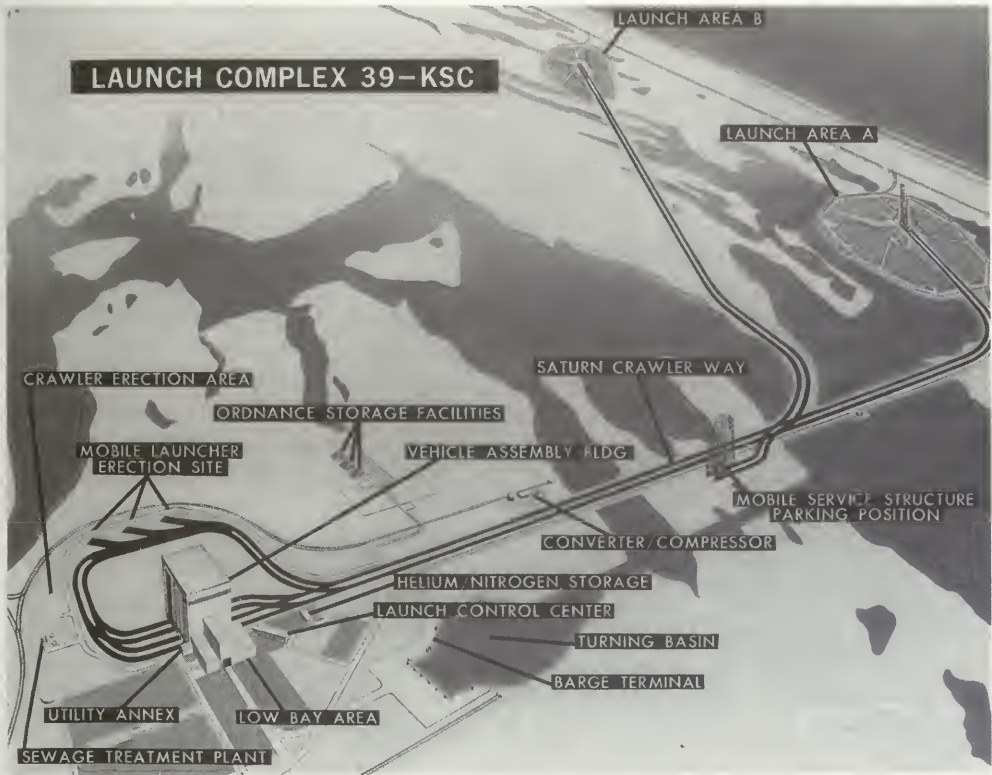 LAUNCH AREA B
LAUNCH COMPLEX 39-KSC
LAUNCH AREA A
SATURN CRAWLER WAY
CRAWLER ERECTION AREA
ORDNANCE STORAGE FACILITIES
MOBILE LAUNCHER
ERECTION SITE
VEHICLE ASSEMBLY BLDG.
MOBILE SERVICE STRUCTURE
PARKING POSITION
CONVERTER/COMPRESSOR
HELIUM/NITROGEN STORAGE
LAUNCH CONTROL CENTER
TURNING BASIN
BARGE TERMINAL
UTILITY ANNEX
LOW BAY AREA
SEWAGE TREATMENT PLANT